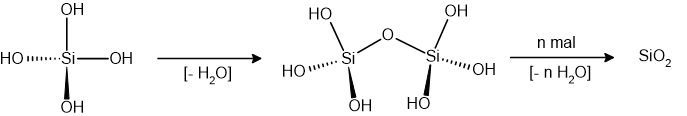 OH
HO Si OH
OH
[- H₂O]
HO OH
O
Si Si
HO OH
OH HO
n mal
[- n H₂O]
SiO₂